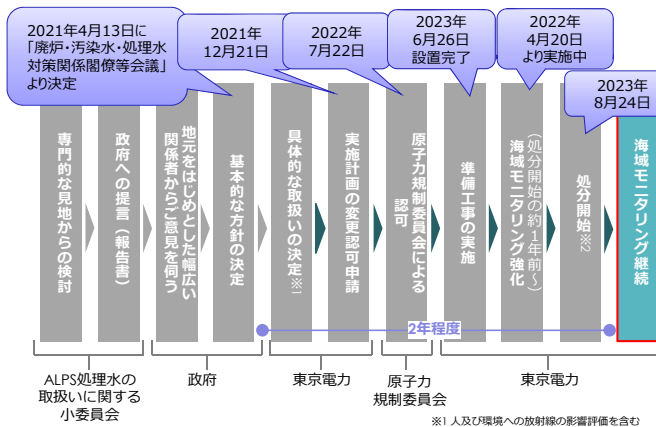 2021年4月13日に
「廃炉・汚染水・処理水
対策関係閣僚等会議」
より決定
2021年
12月21日
2022年
7月22日
2023年
6月26日
設置完了
2022年
4月20日
より実施中
2023年
8月24日
専門的な見地からの検討
政府への提言（報告書）
地元をはじめとした幅広い
関係者からご意見を伺う
基本的な方針の決定
具体的な取扱いの決定※1
実施計画の変更認可申請
原子力規制委員会による
認可
準備工事の実施
（処分開始の約1年前～）
海域モニタリング強化
処分開始※2
海域モニタリング継続
2年程度
ALPS処理水の
取扱いに関する
小委員会
政府
東京電力
原子力
規制委員会
東京電力
※1 人及び環境への放射線の影響評価を含む